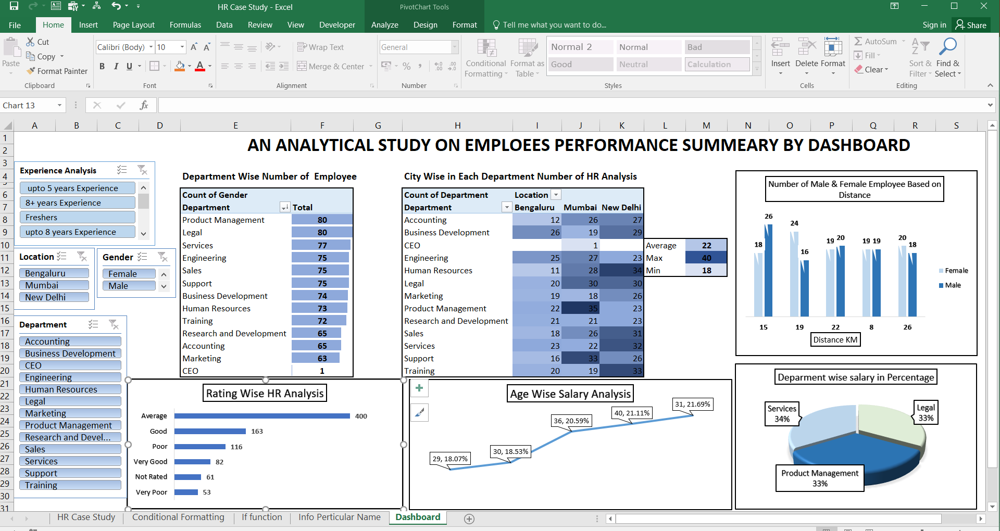 HR Case Study - Excel
PivotChart Tools
File Home Insert Page Layout Formulas Data Review View Developer Analyze Design Format Tell me what you want to do... Sign in Share
Paste
Cut
Copy
Format Painter
Clipboard
Calibri (Body) 10
B I U A
Font
Wrap Text
Merge & Center
Alignment
General
%
Number
Conditional
Formatting
Format as
Table
Normal 2 Normal Bad
Good Neutral Calculation
Styles
Insert Delete Format
Cells
AutoSum
Fill
Clear
Sort &
Filter
Find &
Select
Editing
Chart 13
fx
A B C D E F G H I J K L M N O P Q R S
1
2
3
4
5
6
7
8
9
10
11
12
13
14
15
16
17
18
19
20
21
22
23
24
25
26
27
28
29
30
31
AN ANALYTICAL STUDY ON EMPLOEES PERFORMANCE SUMMEARY BY DASHBOARD
Experience Analysis
upto 5 years Experience
8+ years Experience
Freshers
upto 8 years Experience
Location
Bengaluru
Mumbai
New Delhi
Gender
Female
Male
Department
Accounting
Business Development
CEO
Engineering
Human Resources
Legal
Marketing
Product Management
Research and Devel...
Sales
Services
Support
Training
Department Wise Number of Employee
Count of Gender
Department Total
Product Management 80
Legal 80
Services 77
Engineering 75
Sales 75
Support 75
Business Development 74
Human Resources 73
Training 72
Research and Development 65
Accounting 65
Marketing 63
CEO 1
City Wise in Each Department Number of HR Analysis
Count of Department Location
Department Bengaluru Mumbai New Delhi
Accounting 12 26 27
Business Development 26 19 29
CEO 1
Engineering 25 27 23
Human Resources 11 28 34
Legal 20 30 30
Marketing 19 18 26
Product Management 22 35 23
Research and Development 21 21 23
Sales 18 26 31
Services 23 22 32
Support 16 33 26
Training 20 19 33
Average 22
Max 40
Min 18
Number of Male & Female Employee Based on
Distance
18 26 24 16 19 20 19 19 20 18
Female
Male
15 19 22 8 26
Distance KM
Rating Wise HR Analysis
Average 400
Good 163
Poor 116
Very Good 82
Not Rated 61
Very Poor 53
Age Wise Salary Analysis
29, 18.07%
30, 18.53%
36, 20.59%
40, 21.11%
31, 21.69%
Deparment wise salary in Percentage
Services
34%
Legal
33%
Product Management
33%
HR Case Study Conditional Formatting If function Info Perticular Name Dashboard